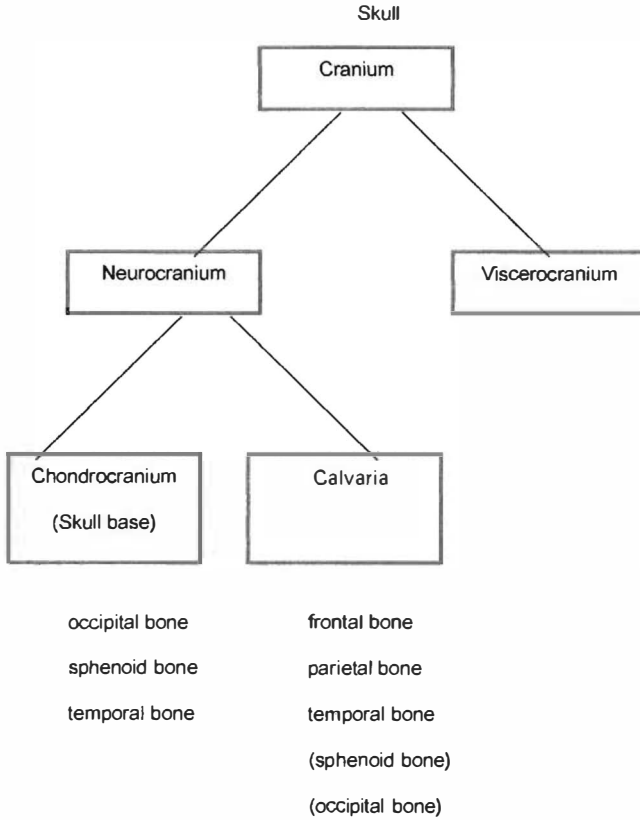 Skull
Cranium
Neurocranium
Viscerocranium
Chondrocranium
(Skull base)
Calvaria
occipital bone
sphenoid bone
temporal bone
frontal bone
parietal bone
temporal bone
(sphenoid bone)
(occipital bone)